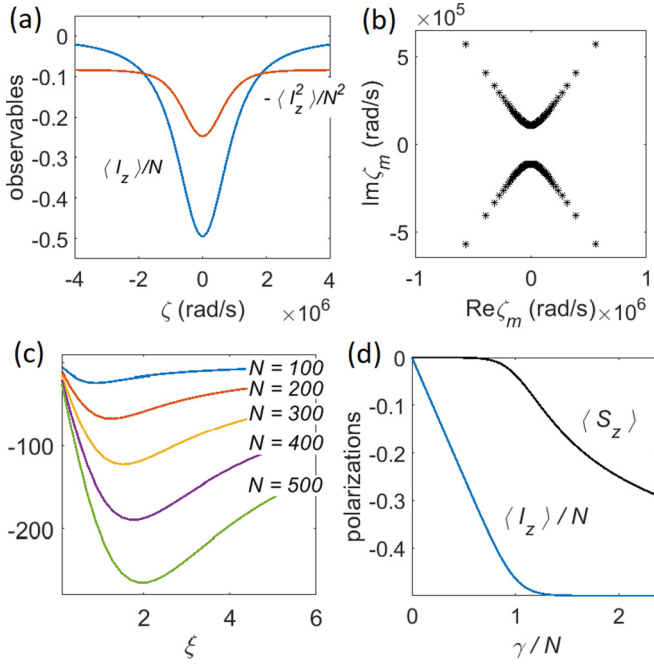 (a)
0
-0.1
-0.2
-0.3
-0.4
-0.5
observables
- ⟨ I_z^2 ⟩/N^2
⟨ I_z ⟩/N
-4 -2 0 2 4
ζ (rad/s) ×10^6
(b)
×10^5
5
0
-5
Imζ_m (rad/s)
-1 0 1
Reζ_m (rad/s) ×10^6
(c)
-100
-200
N = 100
N = 200
N = 300
N = 400
N = 500
0 2 4 6
ξ
(d)
0
-0.1
-0.2
-0.3
-0.4
polarizations
⟨ S_z ⟩
⟨ I_z ⟩ / N
0 1 2
γ / N